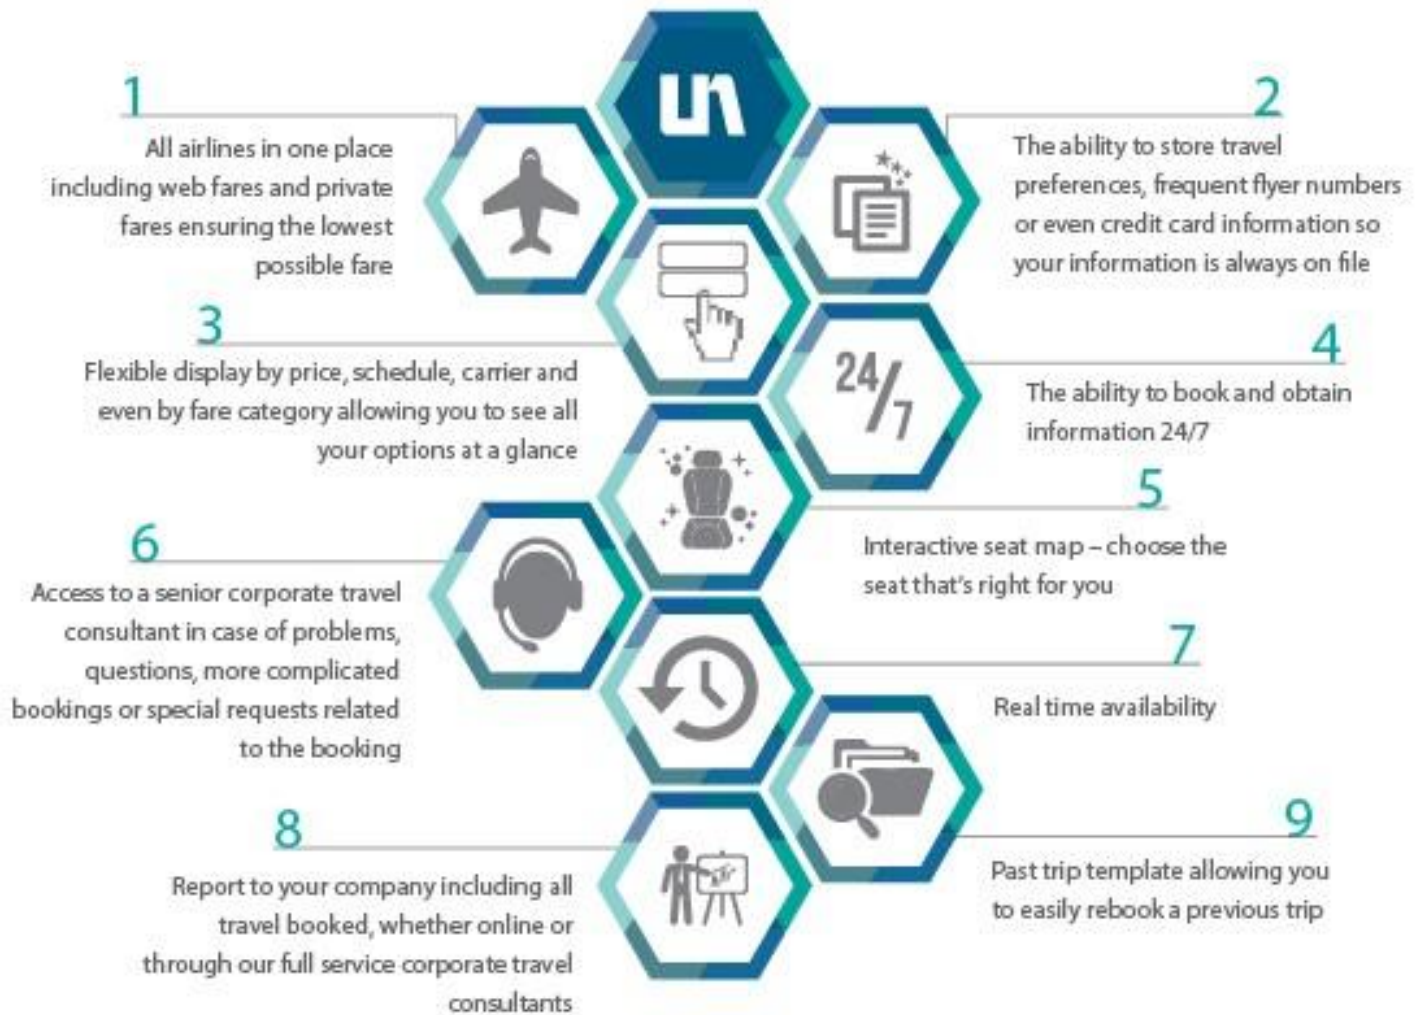 un
1
All airlines in one place
including web fares and private
fares ensuring the lowest
possible fare
2
The ability to store travel
preferences, frequent flyer numbers
or even credit card information so
your information is always on file
3
Flexible display by price, schedule, carrier and
even by fare category allowing you to see all
your options at a glance
24/7
4
The ability to book and obtain
information 24/7
5
Interactive seat map – choose the
seat that's right for you
6
Access to a senior corporate travel
consultant in case of problems,
questions, more complicated
bookings or special requests related
to the booking
7
Real time availability
8
Report to your company including all
travel booked, whether online or
through our full service corporate travel
consultants
9
Past trip template allowing you
to easily rebook a previous trip